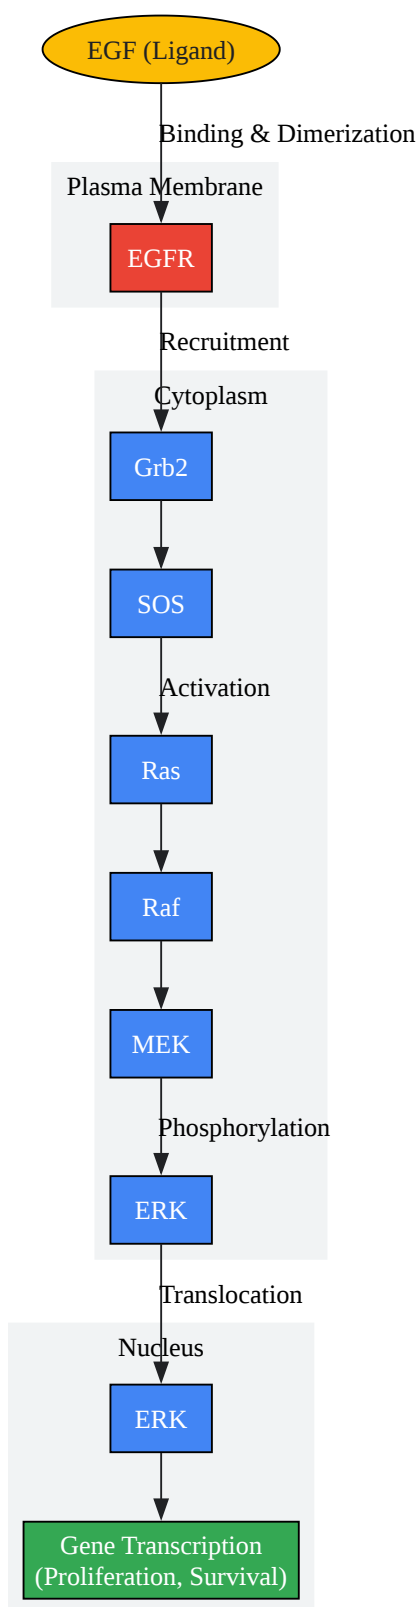 EGF (Ligand)
Binding & Dimerization
Plasma Membrane
EGFR
Recruitment
Cytoplasm
Grb2
SOS
Activation
Ras
Raf
MEK
Phosphorylation
ERK
Translocation
Nucleus
ERK
Gene Transcription
(Proliferation, Survival)